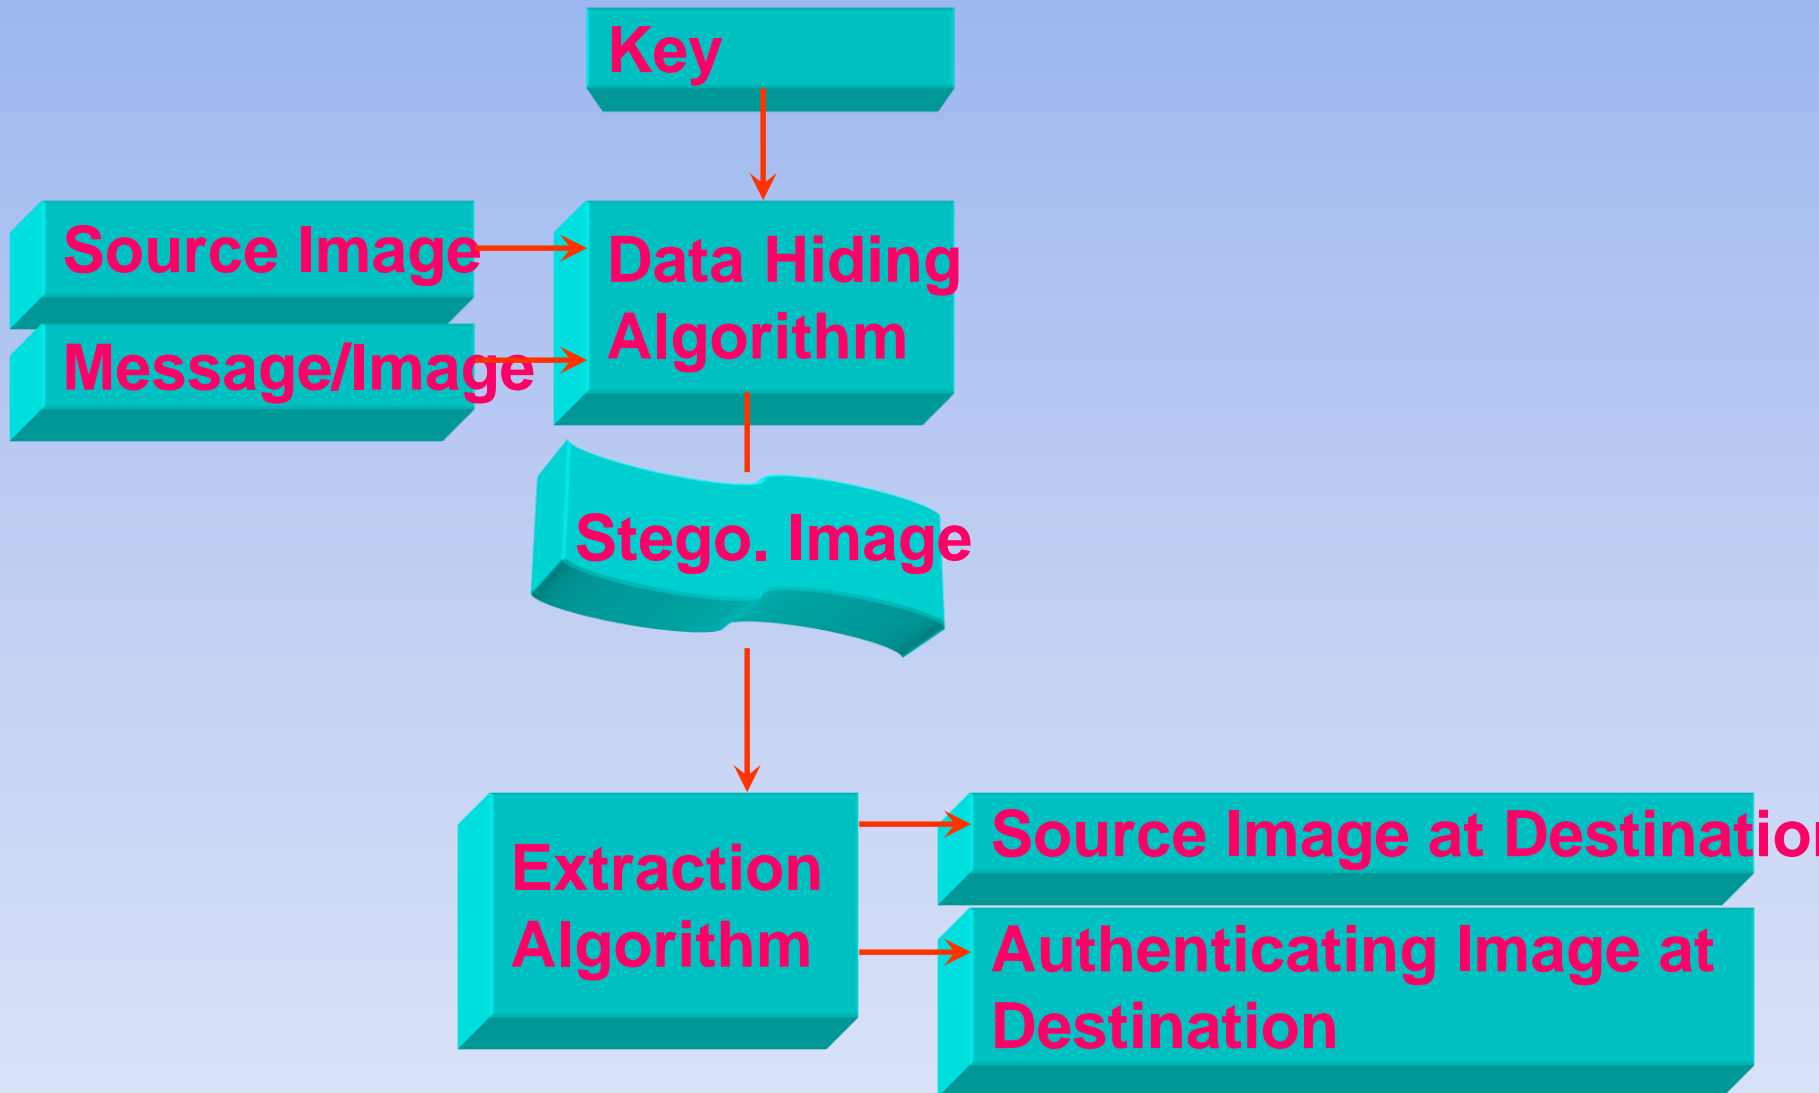 Key
Source Image
Message/Image
Data Hiding
Algorithm
Stego. Image
Extraction
Algorithm
Source Image at Destination
Authenticating Image at
Destination